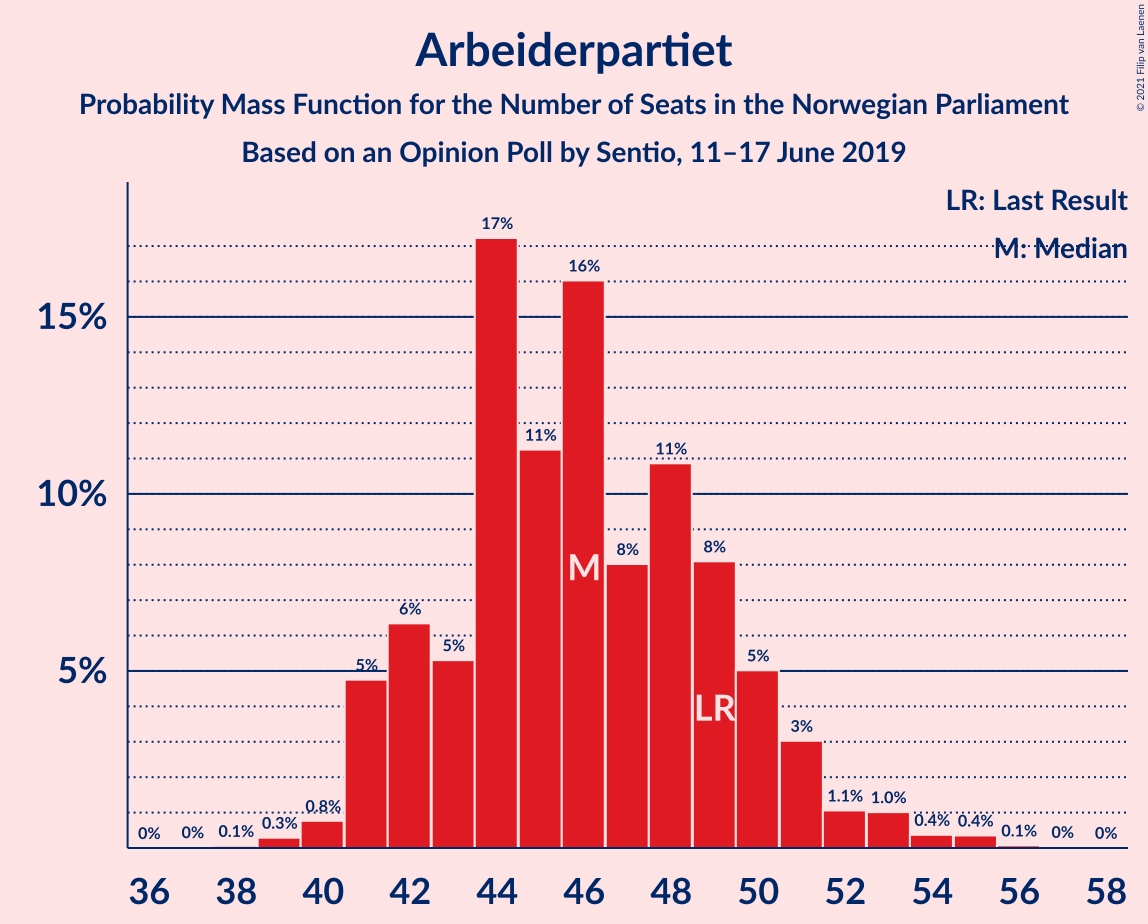 Arbeiderpartiet
Probability Mass Function for the Number of Seats in the Norwegian Parliament
Based on an Opinion Poll by Sentio, 11–17 June 2019
© 2021 Filip van Laenen
LR: Last Result
M: Median
15%
10%
5%
0%
0%
0.1%
0.3%
0.8%
5%
6%
5%
17%
11%
16%
8%
11%
8%
5%
3%
1.1%
1.0%
0.4%
0.4%
0.1%
0%
0%
M
LR
36 38 40 42 44 46 48 50 52 54 56 58